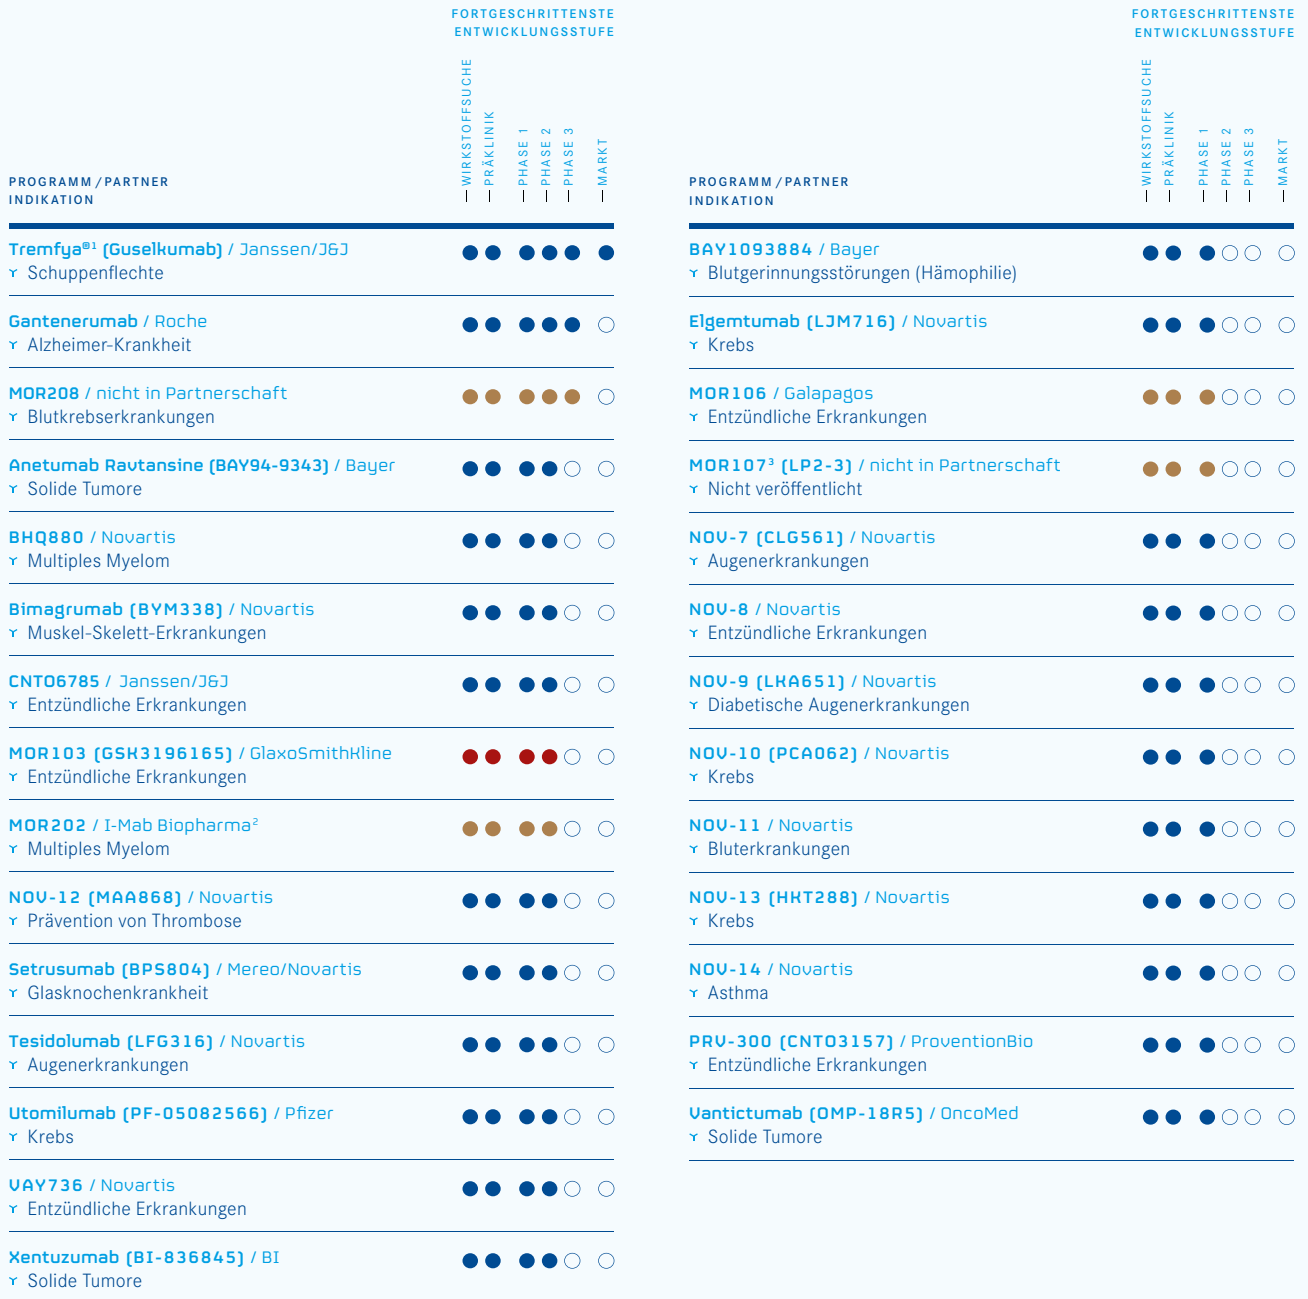 FORTGESCHRITTENSTE
ENTWICKLUNGSSTUFE
WIRKSTOFFSUCHE
PRÄKLINIK
PHASE 1
PHASE 2
PHASE 3
MARKT
PROGRAMM / PARTNER
INDIKATION
Tremfya®¹ (Guselkumab) / Janssen/J&J
Schuppenflechte
Gantenerumab / Roche
Alzheimer-Krankheit
MOR208 / nicht in Partnerschaft
Blutkrebserkrankungen
Anetumab Ravtansine (BAY94-9343) / Bayer
Solide Tumore
BHQ880 / Novartis
Multiples Myelom
Bimagrumab (BYM338) / Novartis
Muskel-Skelett-Erkrankungen
CNTO6785 / Janssen/J&J
Entzündliche Erkrankungen
MOR103 (GSK3196165) / GlaxoSmithKline
Entzündliche Erkrankungen
MOR202 / I-Mab Biopharma²
Multiples Myelom
NOV-12 (MAA868) / Novartis
Prävention von Thrombose
Setrusumab (BPS804) / Mereo/Novartis
Glasknochenkrankheit
Tesidolumab (LFG316) / Novartis
Augenerkrankungen
Utomilumab (PF-05082566) / Pfizer
Krebs
VAY736 / Novartis
Entzündliche Erkrankungen
Xentuzumab (BI-836845) / BI
Solide Tumore
FORTGESCHRITTENSTE
ENTWICKLUNGSSTUFE
WIRKSTOFFSUCHE
PRÄKLINIK
PHASE 1
PHASE 2
PHASE 3
MARKT
PROGRAMM / PARTNER
INDIKATION
BAY1093884 / Bayer
Blutgerinnungsstörungen (Hämophilie)
Elgemtumab (LJM716) / Novartis
Krebs
MOR106 / Galapagos
Entzündliche Erkrankungen
MOR107³ (LP2-3) / nicht in Partnerschaft
Nicht veröffentlicht
NOV-7 (CLG561) / Novartis
Augenerkrankungen
NOV-8 / Novartis
Entzündliche Erkrankungen
NOV-9 (LKA651) / Novartis
Diabetische Augenerkrankungen
NOV-10 (PCA062) / Novartis
Krebs
NOV-11 / Novartis
Bluterkrankungen
NOV-13 (HKT288) / Novartis
Krebs
NOV-14 / Novartis
Asthma
PRV-300 (CNTO3157) / ProventionBio
Entzündliche Erkrankungen
Vantictumab (OMP-18R5) / OncoMed
Solide Tumore